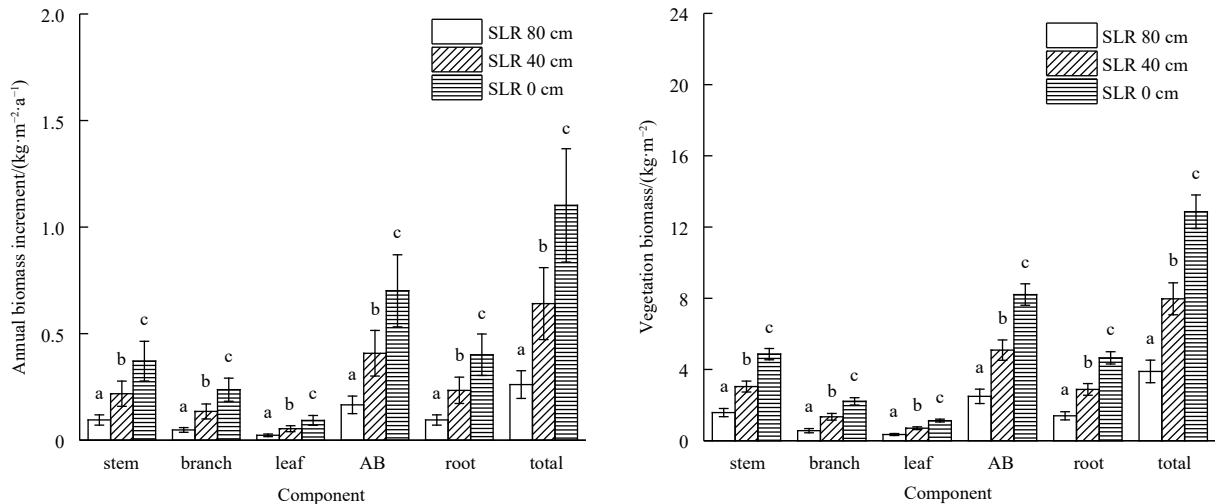 2.0
1.5
1.0
0.5
0
Annual biomass increment/(kg·m⁻²·a⁻¹)
SLR 80 cm
SLR 40 cm
SLR 0 cm
a b c
a b c
a b c
a b c
a b c
a b c
stem branch leaf AB root total
Component
24
20
16
12
8
4
0
Vegetation biomass/(kg·m⁻²)
SLR 80 cm
SLR 40 cm
SLR 0 cm
a b c
a b c
a b c
a b c
a b c
a b c
stem branch leaf AB root total
Component